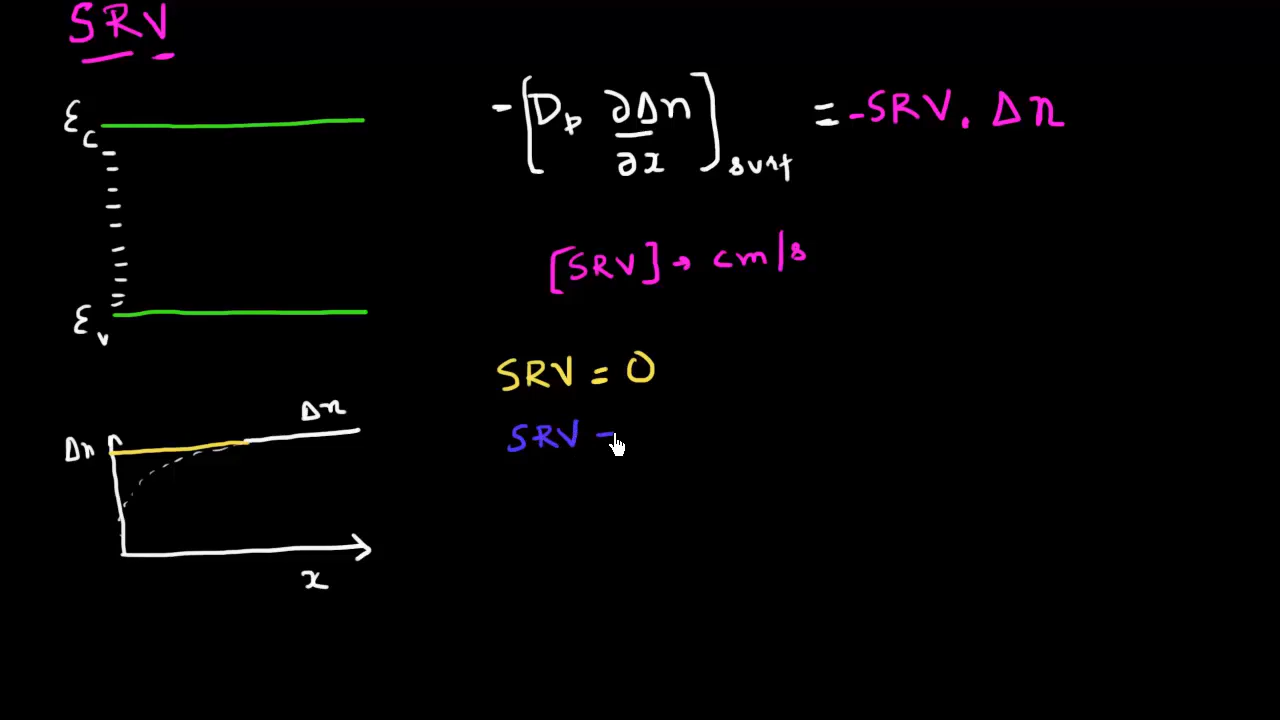 SRV
Ec
-[Dp ∂Δn/∂x]surf = -SRV. Δn
[SRV] → cm/s
Ev
SRV = 0
Δn
Δn
SRV -
x